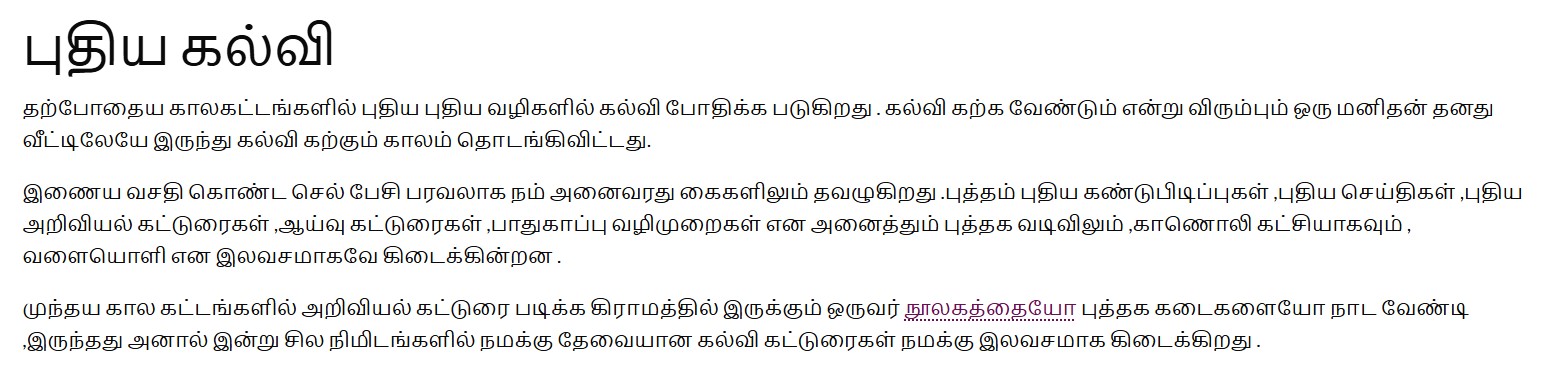 புதிய கல்வி
தற்போதைய காலகட்டங்களில் புதிய புதிய வழிகளில் கல்வி போதிக்க படுகிறது . கல்வி கற்க வேண்டும் என்று விரும்பும் ஒரு மனிதன் தனது
வீட்டிலேயே இருந்து கல்வி கற்கும் காலம் தொடங்கிவிட்டது.
இணைய வசதி கொண்ட செல் பேசி பரவலாக நம் அனைவரது கைகளிலும் தவழுகிறது .புத்தம் புதிய கண்டுபிடிப்புகள் ,புதிய செய்திகள் ,புதிய
அறிவியல் கட்டுரைகள் ,ஆய்வு கட்டுரைகள் ,பாதுகாப்பு வழிமுறைகள் என அனைத்தும் புத்தக வடிவிலும் ,காணொலி கட்சியாகவும் ,
வளையொளி என இலவசமாகவே கிடைக்கின்றன .
முந்தய கால கட்டங்களில் அறிவியல் கட்டுரை படிக்க கிராமத்தில் இருக்கும் ஒருவர் நூலகத்தையோ புத்தக கடைகளையோ நாட வேண்டி
,இருந்தது அனால் இன்று சில நிமிடங்களில் நமக்கு தேவையான கல்வி கட்டுரைகள் நமக்கு இலவசமாக கிடைக்கிறது .